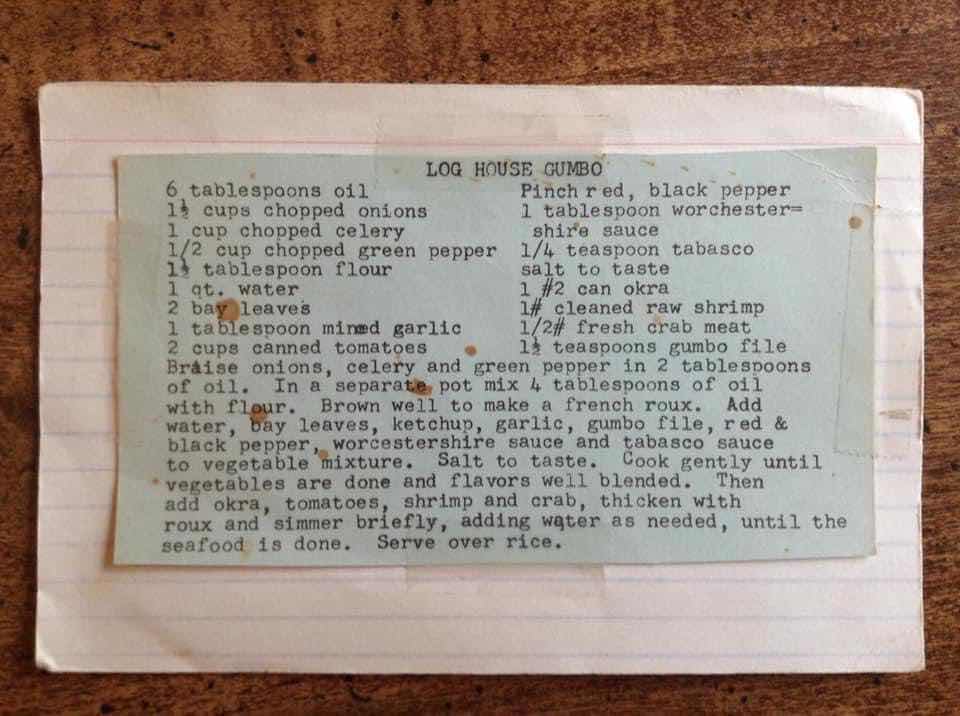 LOG HOUSE GUMBO
6 tablespoons oil
1½ cups chopped onions
1 cup chopped celery
1/2 cup chopped green pepper
1½ tablespoon flour
1 qt. water
2 bay leaves
1 tablespoon mined garlic
2 cups canned tomatoes
Pinch red, black pepper
1 tablespoon worchester=
shire sauce
1/4 teaspoon tabasco
salt to taste
1 #2 can okra
1# cleaned raw shrimp
1/2# fresh crab meat
1½ teaspoons gumbo file
Braise onions, celery and green pepper in 2 tablespoons
of oil. In a separate pot mix 4 tablespoons of oil
with flour. Brown well to make a french roux. Add
water, bay leaves, ketchup, garlic, gumbo file, red &
black pepper, worcestershire sauce and tabasco sauce
to vegetable mixture. Salt to taste. Cook gently until
vegetables are done and flavors well blended. Then
add okra, tomatoes, shrimp and crab, thicken with
roux and simmer briefly, adding water as needed, until the
seafood is done. Serve over rice.